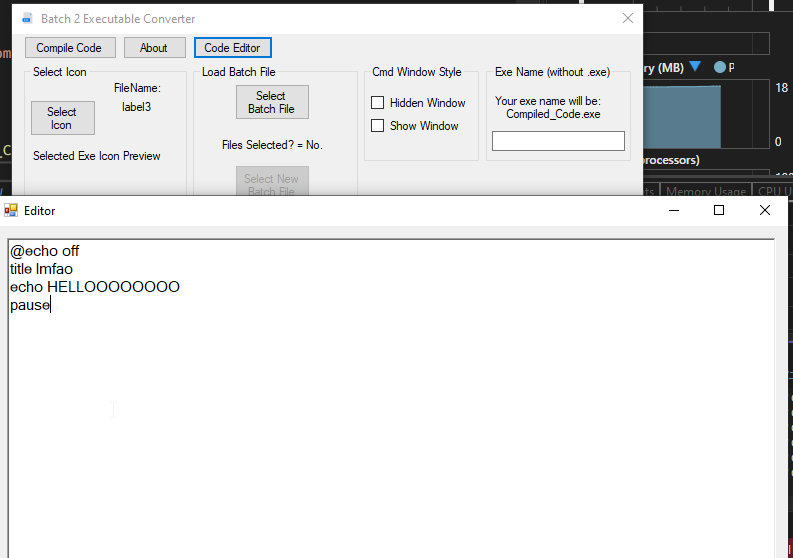 Batch 2 Executable Converter
Compile Code
About
Code Editor
Select Icon
Select
Icon
FileName:
label3
Selected Exe Icon Preview
Load Batch File
Select
Batch File
Files Selected? = No.
Select New
Batch File
Cmd Window Style
Hidden Window
Show Window
Exe Name (without .exe)
Your exe name will be:
Compiled_Code.exe
ry (MB)
P
18
0
rocessors)
ts
Memory Usage
CPU U
Editor
@echo off
title lmfao
echo HELLOOOOOOOO
pause